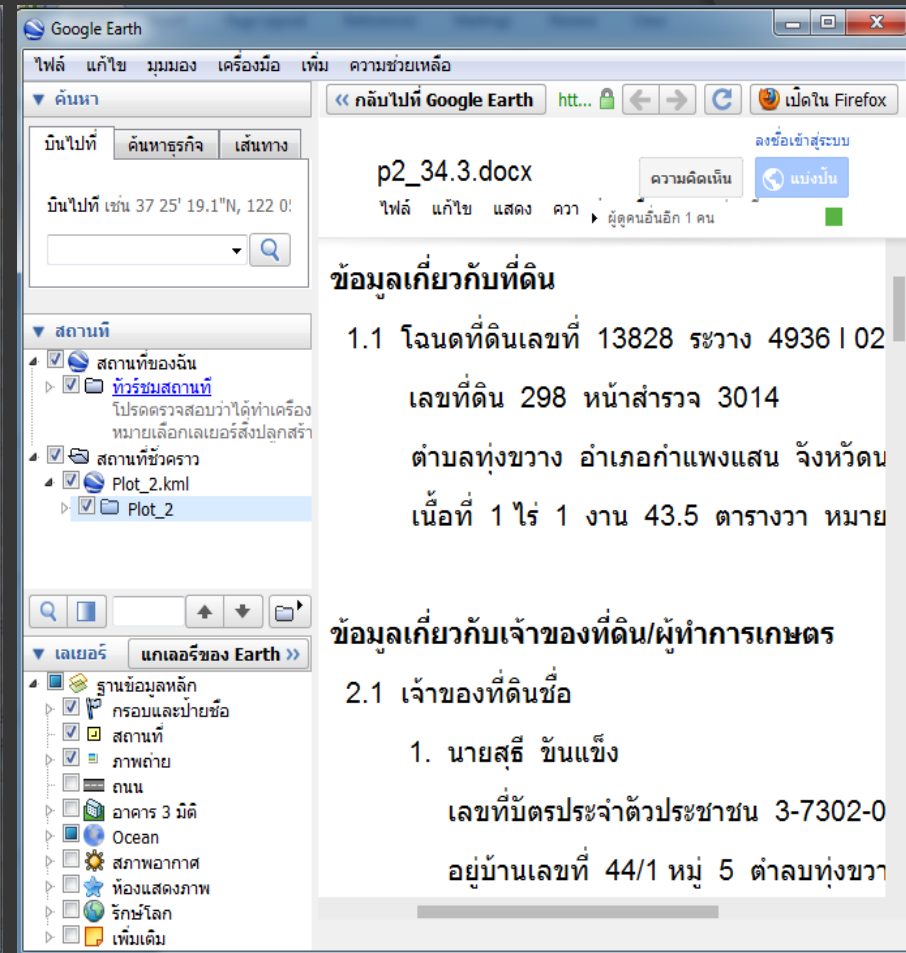 Google Earth
ไฟล์ แก้ไข มุมมอง เครื่องมือ เพิ่ม ความช่วยเหลือ
ค้นหา
บินไปที่ ค้นหาธุรกิจ เส้นทาง
บินไปที่ เช่น 37 25' 19.1"N, 122 05
สถานที่
สถานที่ของฉัน
ทัวร์ชมสถานที่
โปรดตรวจสอบว่าได้ทำเครื่อง
หมายเลือกเลเยอร์สิ่งปลูกสร้า
สถานที่ชั่วคราว
Plot_2.kml
Plot_2
เลเยอร์ แกเลอรีของ Earth »
ฐานข้อมูลหลัก
กรอบและป้ายชื่อ
สถานที่
ภาพถ่าย
ถนน
อาคาร 3 มิติ
Ocean
สภาพอากาศ
ห้องแสดงภาพ
รักษ์โลก
เพิ่มเติม
« กลับไปที่ Google Earth htt... เปิดใน Firefox
ลงชื่อเข้าสู่ระบบ
p2_34.3.docx ความคิดเห็น แบ่งปัน
ไฟล์ แก้ไข แสดง ควา ผู้ดูคนอื่นอีก 1 คน
ข้อมูลเกี่ยวกับที่ดิน
1.1 โฉนดที่ดินเลขที่ 13828 ระวาง 4936 I 02
เลขที่ดิน 298 หน้าสำรวจ 3014
ตำบลทุ่งขวาง อำเภอกำแพงแสน จังหวัดน
เนื้อที่ 1 ไร่ 1 งาน 43.5 ตารางวา หมาย
ข้อมูลเกี่ยวกับเจ้าของที่ดิน/ผู้ทำการเกษตร
2.1 เจ้าของที่ดินชื่อ
1. นายสุธี ขันแข็ง
เลขที่บัตรประจำตัวประชาชน 3-7302-0
อยู่บ้านเลขที่ 44/1 หมู่ 5 ตำลบทุ่งขวา